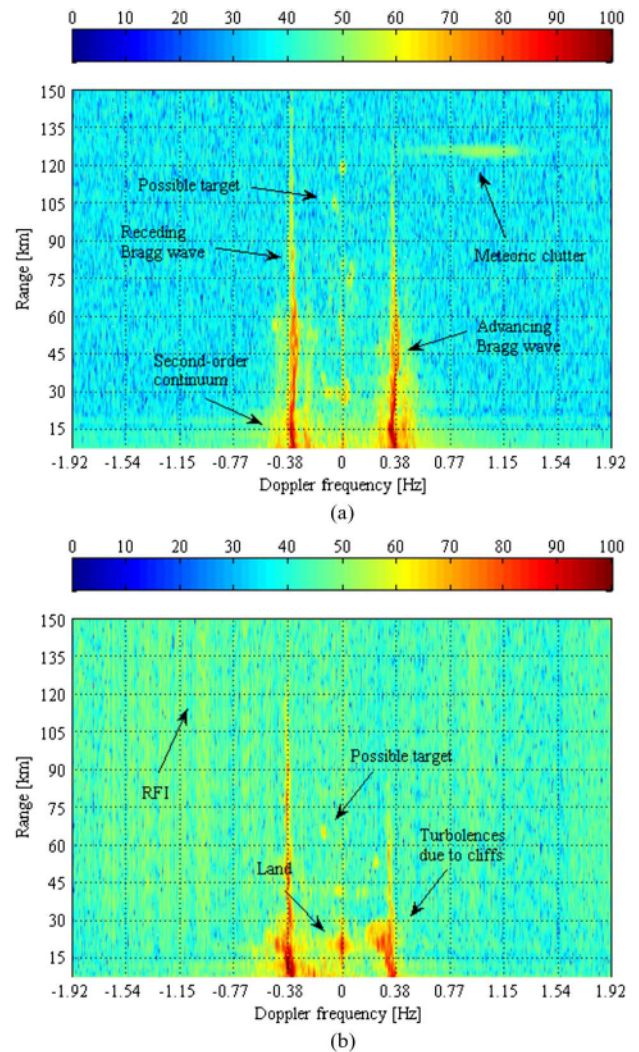 0 10 20 30 40 50 60 70 80 90 100
150
135
120
105
90
75
60
45
30
15
Range [km]
Possible target
Receding
Bragg wave
Meteoric clutter
Advancing
Bragg wave
Second-order
continuum
-1.92 -1.54 -1.15 -0.77 -0.38 0 0.38 0.77 1.15 1.54 1.92
Doppler frequency [Hz]
(a)
0 10 20 30 40 50 60 70 80 90 100
150
135
120
105
90
75
60
45
30
15
Range [km]
RFI
Possible target
Land
Turbolences
due to cliffs
-1.92 -1.54 -1.15 -0.77 -0.38 0 0.38 0.77 1.15 1.54 1.92
Doppler frequency [Hz]
(b)